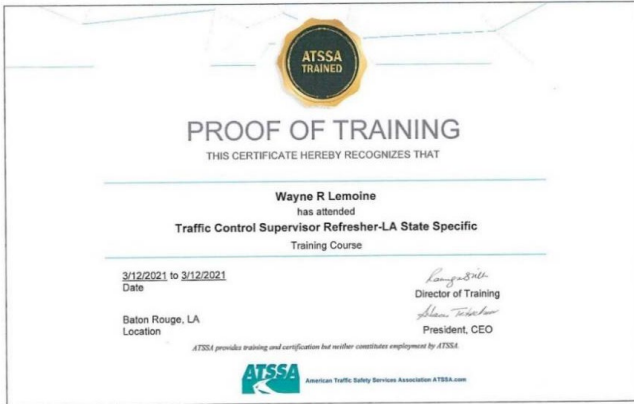 ATSSA
TRAINED
PROOF OF TRAINING
THIS CERTIFICATE HEREBY RECOGNIZES THAT
Wayne R Lemoine
has attended
Traffic Control Supervisor Refresher-LA State Specific
Training Course
3/12/2021 to 3/12/2021
Date
Director of Training
Baton Rouge, LA
Location
President, CEO
ATSSA provides training and certification but neither constitutes employment by ATSSA.
ATSSA
American Traffic Safety Services Association ATSSA.com